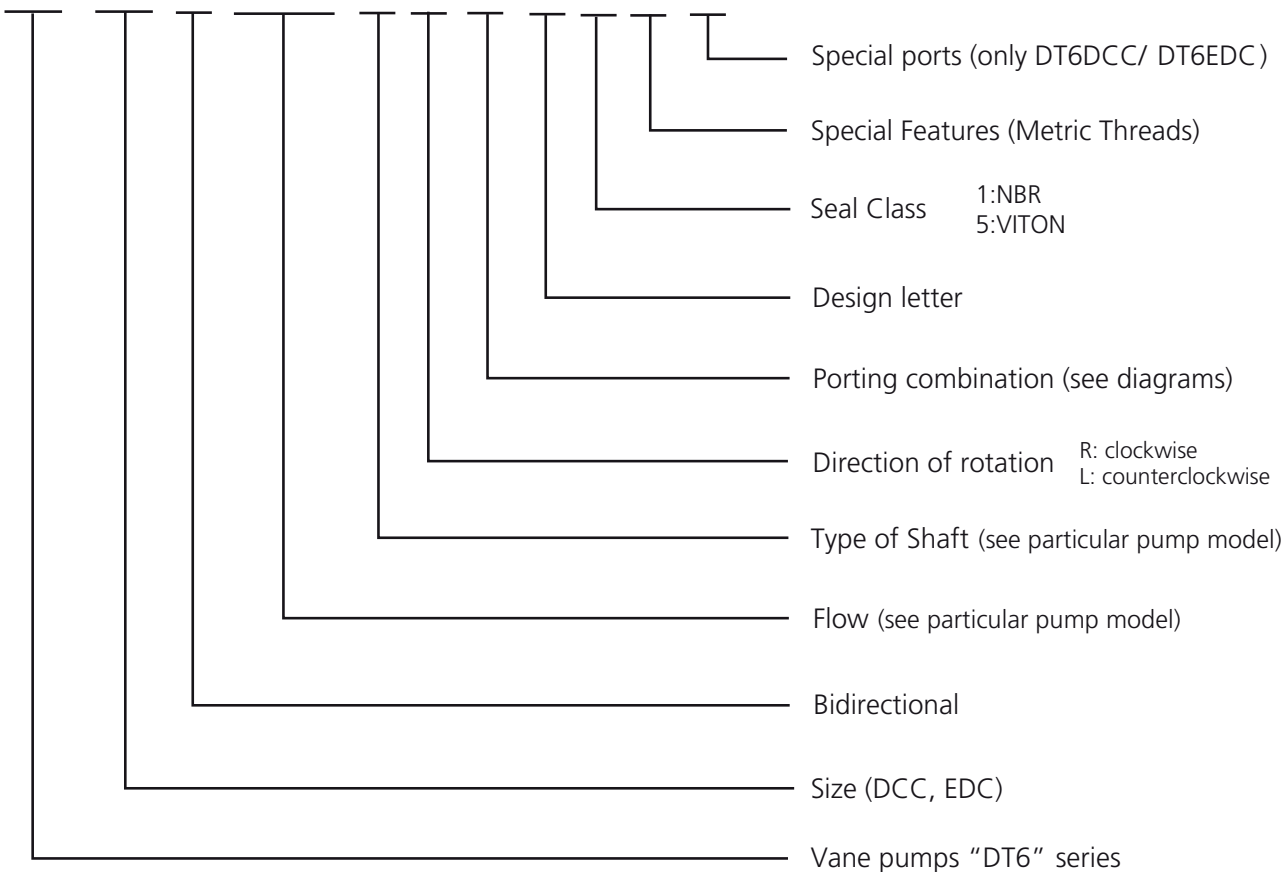 Special ports (only DT6DCC/ DT6EDC)
Special Features (Metric Threads)
Seal Class 1:NBR
5:VITON
Design letter
Porting combination (see diagrams)
Direction of rotation R: clockwise
L: counterclockwise
Type of Shaft (see particular pump model)
Flow (see particular pump model)
Bidirectional
Size (DCC, EDC)
Vane pumps “DT6” series